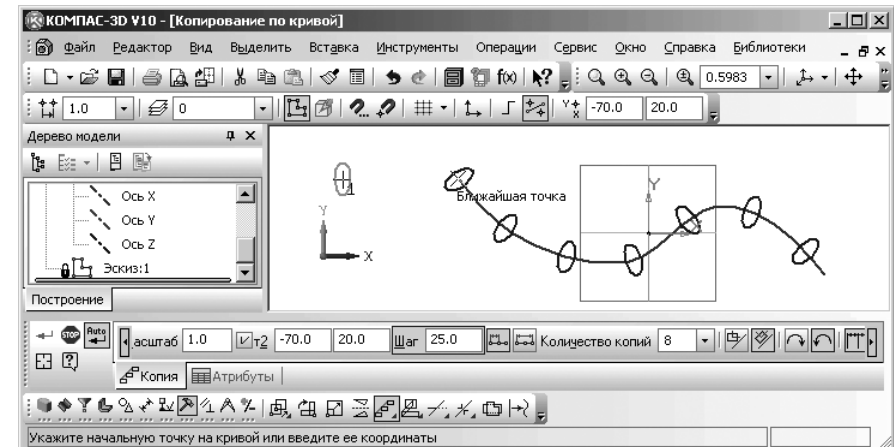 КОМПАС-3D V10 - [Копирование по кривой]
Файл Редактор Вид Выделить Вставка Инструменты Операции Сервис Окно Справка Библиотеки
f(x) 0.5983
1.0 0 -70.0 20.0
Дерево модели
Ось X
Ось Y
Ось Z
Эскиз:1
Построение
1
Y
X
Ближайшая точка
Y
STOP Auto асштаб 1.0 т2 -70.0 20.0 Шаг 25.0 Количество копий 8
Копия Атрибуты
Укажите начальную точку на кривой или введите ее координаты